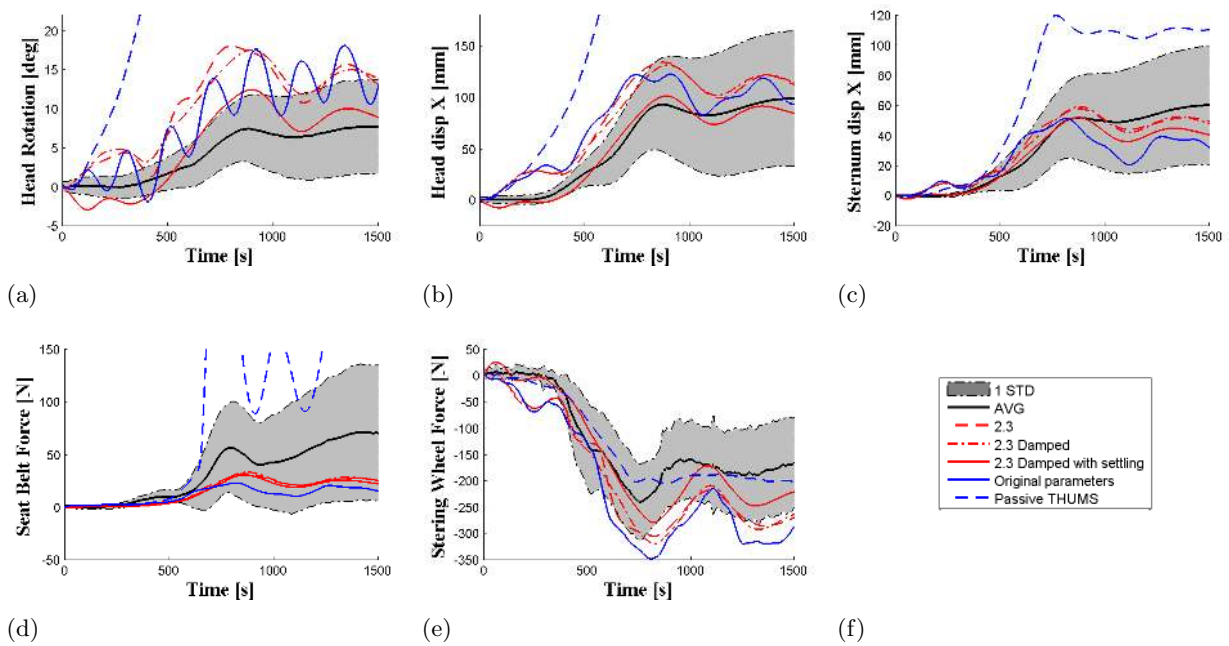 Head Rotation [deg]
20
15
10
5
0
-5
0 500 1000 1500
Time [s]
(a)
Head disp X [mm]
150
100
50
0
0 500 1000 1500
Time [s]
(b)
Sternum disp X [mm]
120
100
80
60
40
20
0
-20
0 500 1000 1500
Time [s]
(c)
Seat Belt Force [N]
150
100
50
0
-50
0 500 1000 1500
Time [s]
(d)
Stering Wheel Force [N]
50
0
-50
-100
-150
-200
-250
-300
-350
0 500 1000 1500
Time [s]
(e)
1 STD
AVG
2.3
2.3 Damped
2.3 Damped with settling
Original parameters
Passive THUMS
(f)